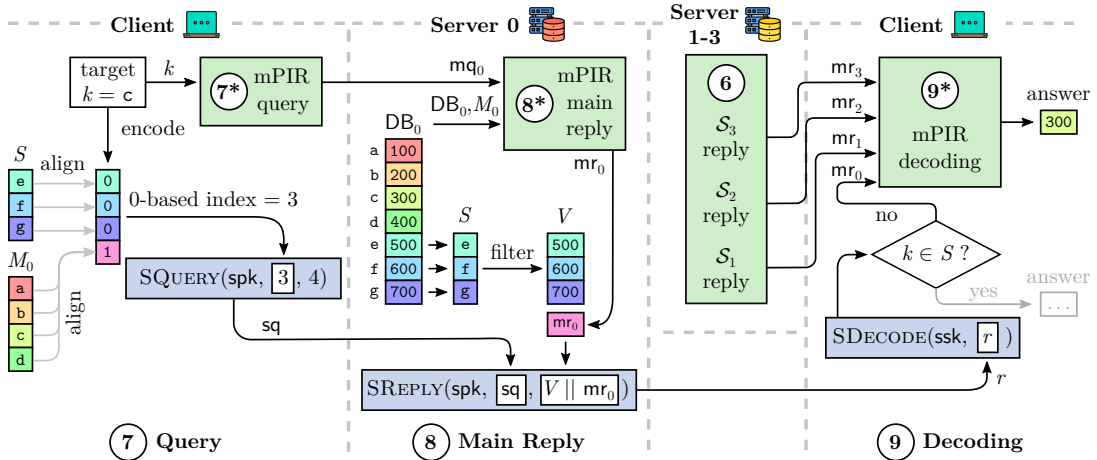 Client
Server 0
Server
1-3
Client
target
k = c
k
7*
mPIR
query
mq₀
DB₀, M₀
8*
mPIR
main
reply
mr₀
6
S₃
reply
S₂
reply
S₁
reply
mr₃
mr₂
mr₁
mr₀
9*
mPIR
decoding
answer
300
encode
S
align
e
f
g
0
0
0
1
0-based index = 3
M₀
a
b
c
d
align
SQUERY(spk, 3, 4)
sq
DB₀
a 100
b 200
c 300
d 400
e 500
f 600
g 700
S
e
f
g
filter
V
500
600
700
mr₀
SREPLY(spk, sq, V || mr₀)
r
no
k ∈ S ?
yes
answer
...
SDECODE(ssk, r )
7 Query
8 Main Reply
9 Decoding